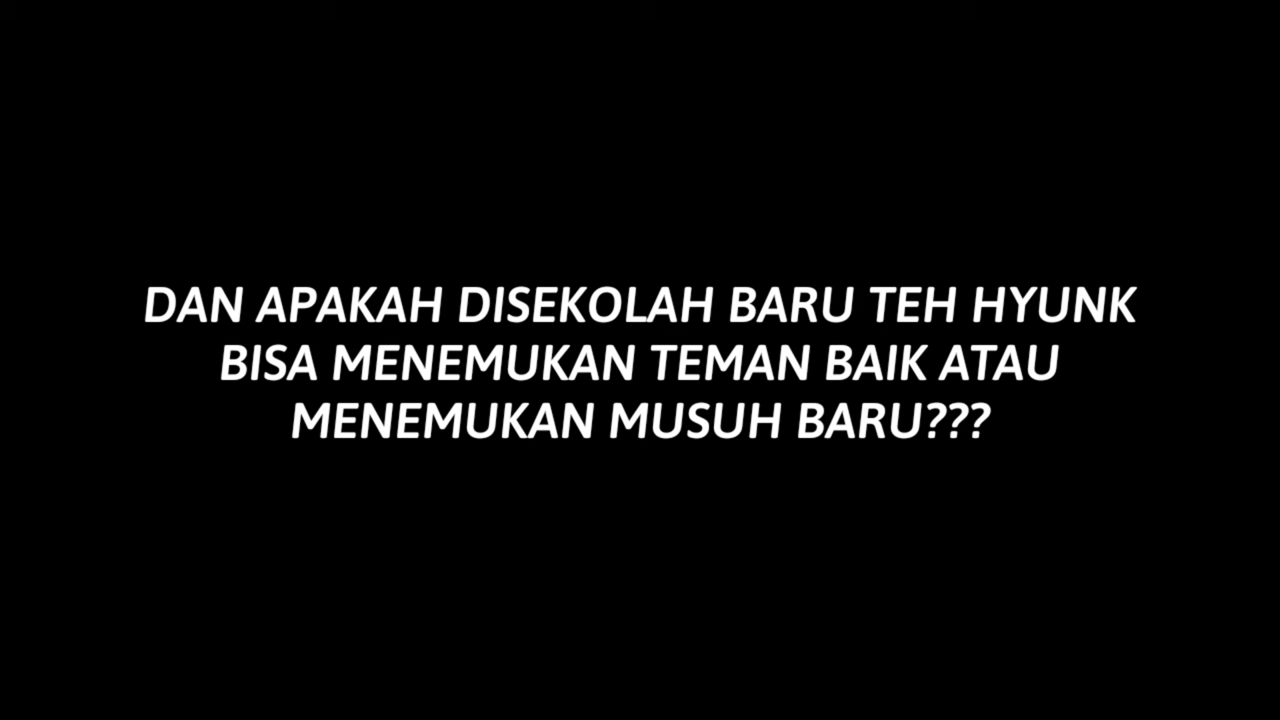 DAN APAKAH DISEKOLAH BARU TEH HYUNK
BISA MENEMUKAN TEMAN BAIK ATAU
MENEMUKAN MUSUH BARU???